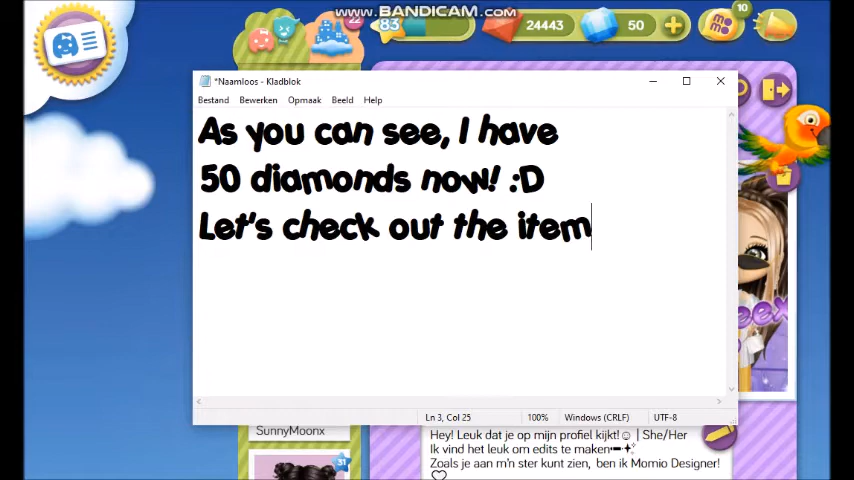 www.BANDICAM.com
22
83
24443
50
10
*Naamloos - Kladblok
Bestand Bewerken Opmaak Beeld Help
As you can see, I have
50 diamonds now! :D
Let's check out the item
Ln 3, Col 25 100% Windows (CRLF) UTF-8
SunnyMoonx
31
Hey! Leuk dat je op mijn profiel kijkt!☺ | She/Her
Ik vind het leuk om edits te maken
Zoals je aan m'n ster kunt zien, ben ik Momio Designer!
♡